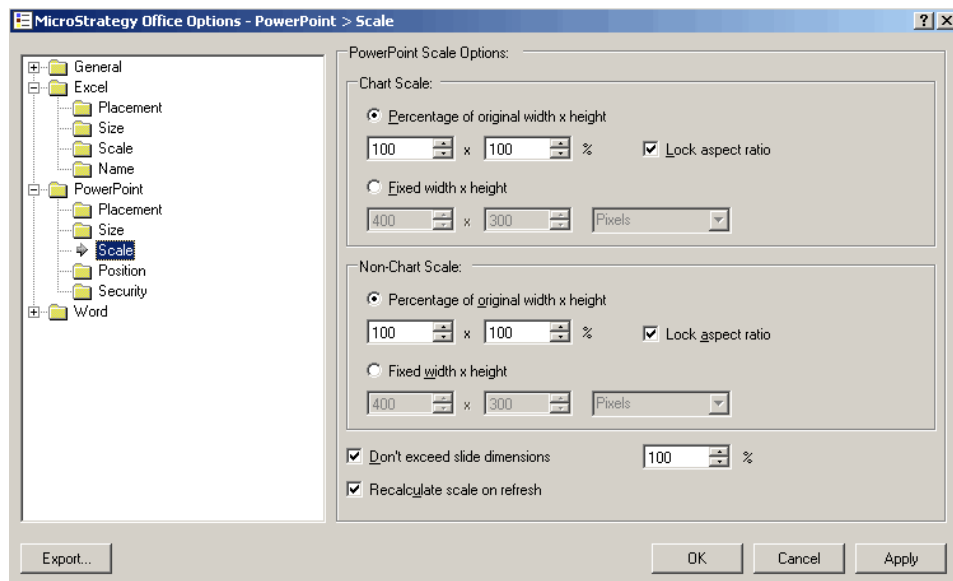 MicroStrategy Office Options - PowerPoint > Scale
General
Excel
Placement
Size
Scale
Name
PowerPoint
Placement
Size
Scale
Position
Security
Word
PowerPoint Scale Options:
Chart Scale:
Percentage of original width x height
100 x 100 % Lock aspect ratio
Fixed width x height
400 x 300 Pixels
Non-Chart Scale:
Percentage of original width x height
100 x 100 % Lock aspect ratio
Fixed width x height
400 x 300 Pixels
Don't exceed slide dimensions 100 %
Recalculate scale on refresh
Export... OK Cancel Apply